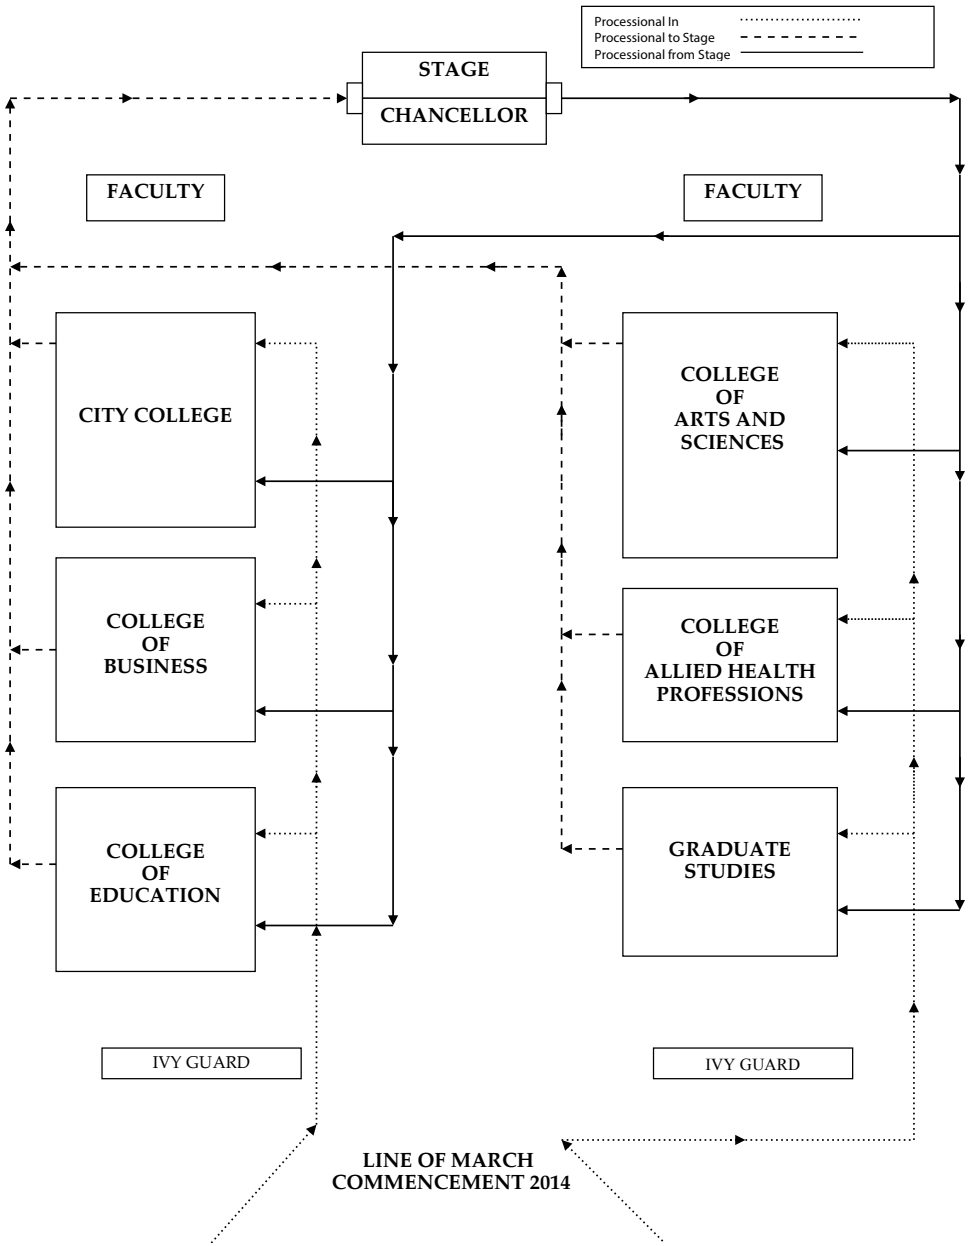 Processional In
Processional to Stage
Processional from Stage
STAGE
CHANCELLOR
FACULTY
FACULTY
CITY COLLEGE
COLLEGE
OF
ARTS AND
SCIENCES
COLLEGE
OF
BUSINESS
COLLEGE
OF
ALLIED HEALTH
PROFESSIONS
COLLEGE
OF
EDUCATION
GRADUATE
STUDIES
IVY GUARD
IVY GUARD
LINE OF MARCH
COMMENCEMENT 2014